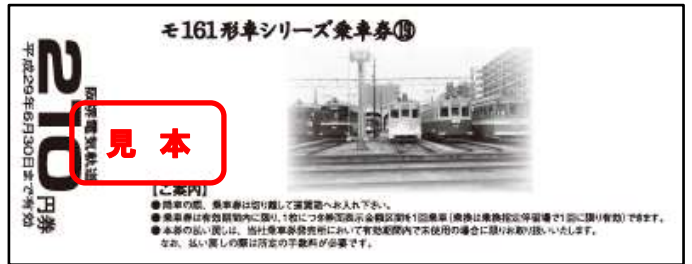 モ161形車シリーズ乗車券⑲
210円券
平成29年6月30日まで有効
阪堺電気軌道
見本
【ご案内】
●降車の際、乗車券は切り離して運賃箱へお入れ下さい。
●乗車券は有効期間内に限り、1枚につき券面表示金額区間を1回乗車(乗換は乗換指定停留場で1回に限り有効)できます。
●本券の払い戻しは、当社乗車券発売所において有効期間内で未使用の場合に限りお取り扱いいたします。
なお、払い戻しの際は所定の手数料が必要です。